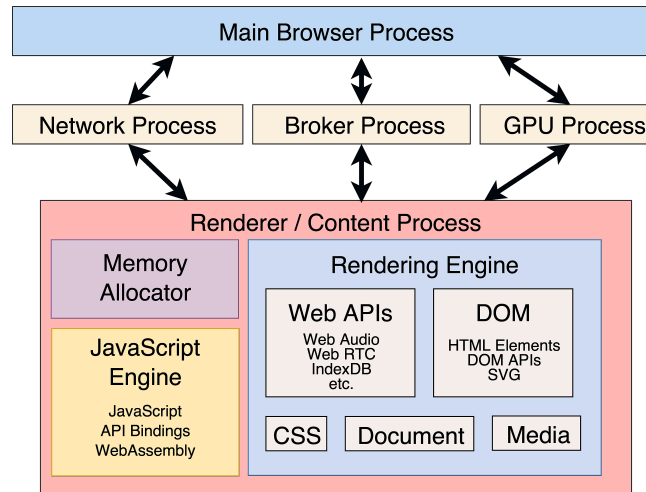 Main Browser Process
Network Process
Broker Process
GPU Process
Renderer / Content Process
Memory
Allocator
JavaScript
Engine
JavaScript
API Bindings
WebAssembly
Rendering Engine
Web APIs
Web Audio
Web RTC
IndexDB
etc.
DOM
HTML Elements
DOM APIs
SVG
CSS
Document
Media